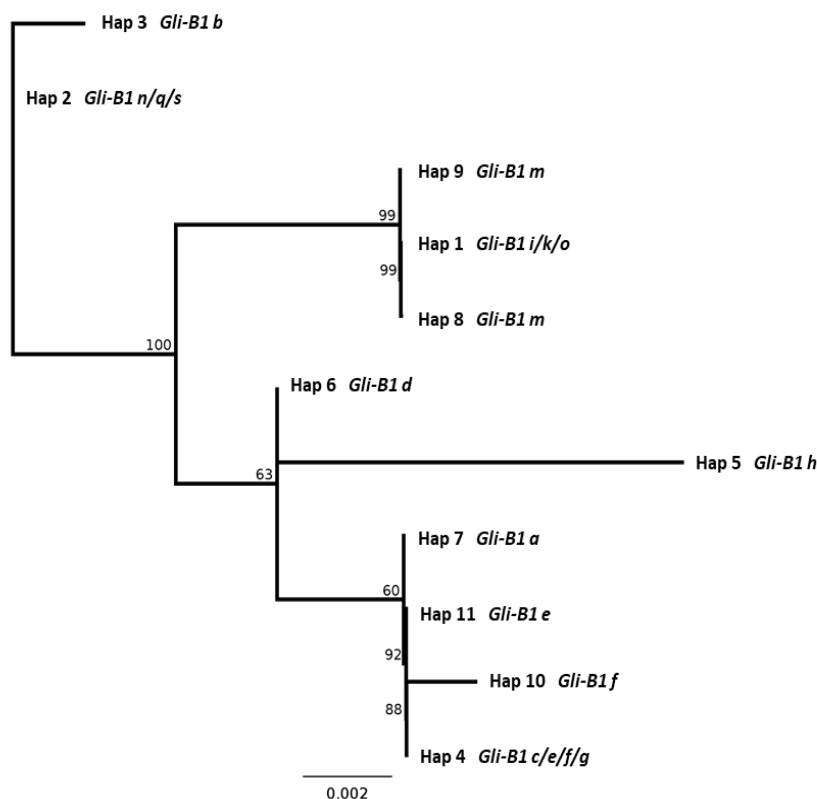 Hap 3 Gli-B1 b
Hap 2 Gli-B1 n/q/s
Hap 9 Gli-B1 m
99
Hap 1 Gli-B1 i/k/o
99
Hap 8 Gli-B1 m
100
Hap 6 Gli-B1 d
Hap 5 Gli-B1 h
63
Hap 7 Gli-B1 a
60
Hap 11 Gli-B1 e
92
Hap 10 Gli-B1 f
88
Hap 4 Gli-B1 c/e/f/g
0.002